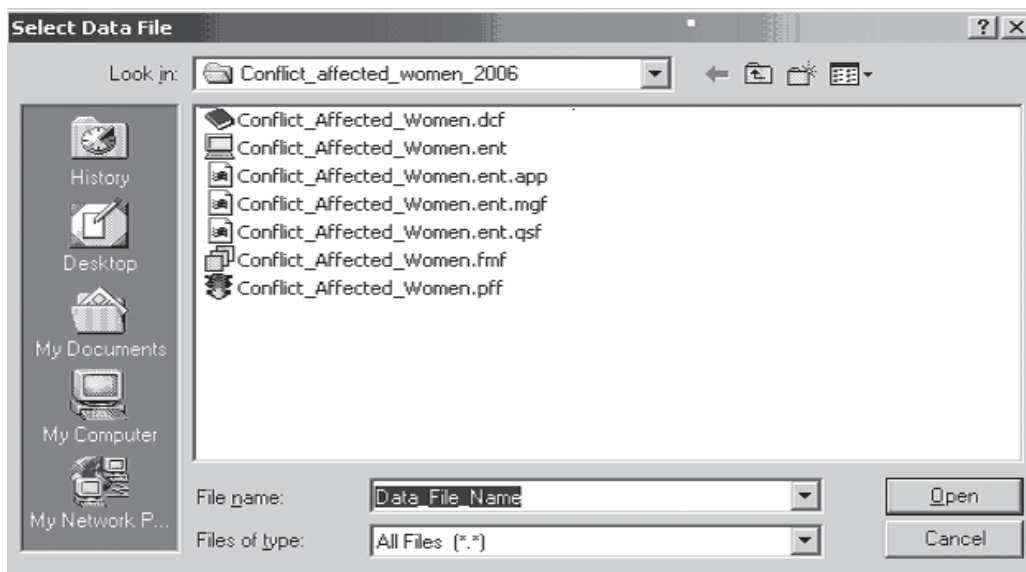 Select Data File
Look in: Conflict_affected_women_2006
Conflict_Affected_Women.dcf
Conflict_Affected_Women.ent
Conflict_Affected_Women.ent.app
Conflict_Affected_Women.ent.mgf
Conflict_Affected_Women.ent.qsf
Conflict_Affected_Women.fmf
Conflict_Affected_Women.pff
History
Desktop
My Documents
My Computer
My Network P...
File name: Data_File_Name Open
Files of type: All Files (*.*) Cancel